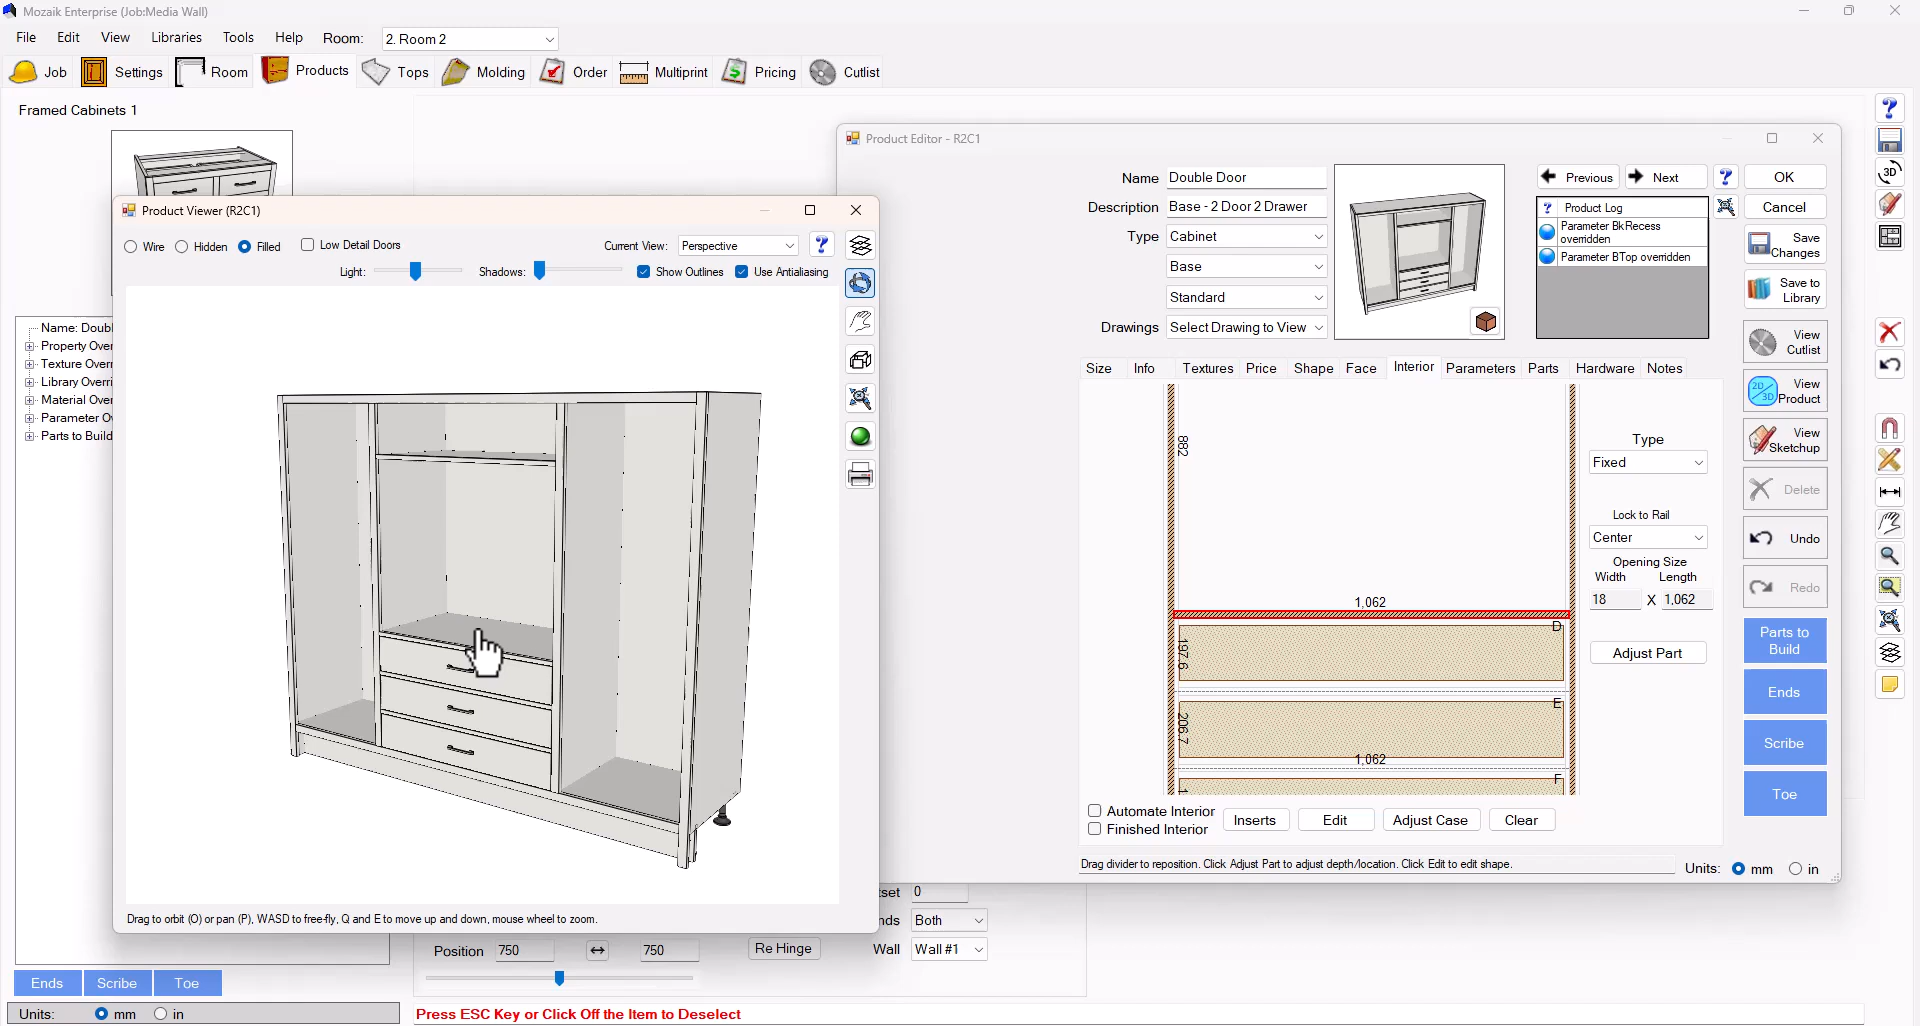 Mozaik Enterprise (Job:Media Wall)
File Edit View Libraries Tools Help Room: 2. Room 2
Job Settings Room Products Tops Molding Order Multiprint Pricing Cutlist
Framed Cabinets 1
Name: Doubl
Property Over
Texture Overr
Library Overri
Material Over
Parameter O
Parts to Build
Product Viewer (R2C1)
Wire Hidden Filled Low Detail Doors Current View: Perspective
Light: Shadows: Show Outlines Use Antialiasing
Drag to orbit (O) or pan (P), WASD to free-fly, Q and E to move up and down, mouse wheel to zoom.
Product Editor - R2C1
Name Double Door
Description Base - 2 Door 2 Drawer
Type Cabinet
Base
Standard
Drawings Select Drawing to View
Previous Next OK
Product Log
Parameter BkRecess overridden
Parameter BTop overridden
Cancel
Save Changes
Save to Library
3D
View Cutlist
2D/3D
View Product
View Sketchup
Delete
Undo
Redo
Parts to Build
Ends
Scribe
Toe
Size Info Textures Price Shape Face Interior Parameters Parts Hardware Notes
882
1,062
D
197.6
E
206.7
1,062
F
Type
Fixed
Lock to Rail
Center
Opening Size
Width Length
18 X 1,062
Adjust Part
Automate Interior
Finished Interior
Inserts Edit Adjust Case Clear
Drag divider to reposition. Click Adjust Part to adjust depth/location. Click Edit to edit shape.
Units: mm in
set 0
nds Both
Position 750 750 Re Hinge Wall Wall #1
Ends Scribe Toe
Units: mm in
Press ESC Key or Click Off the Item to Deselect